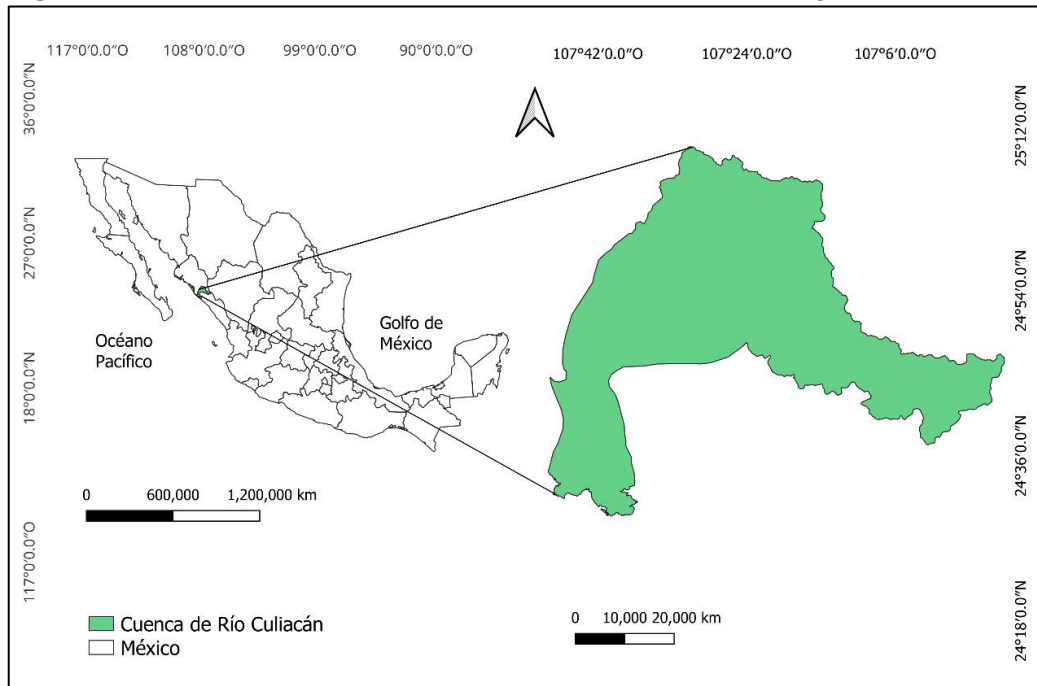 117°0'0.0"O 108°0'0.0"O 99°0'0.0"O 90°0'0.0"O 107°42'0.0"O 107°24'0.0"O 107°6'0.0"O
36°0'0.0"N
27°0'0.0"N
18°0'0.0"N
117°0'0.0"O
25°12'0.0"N
24°54'0.0"N
24°36'0.0"N
24°18'0.0"N
Océano
Pacífico
Golfo de
México
0 600,000 1,200,000 km
0 10,000 20,000 km
Cuenca de Río Culiacán
México